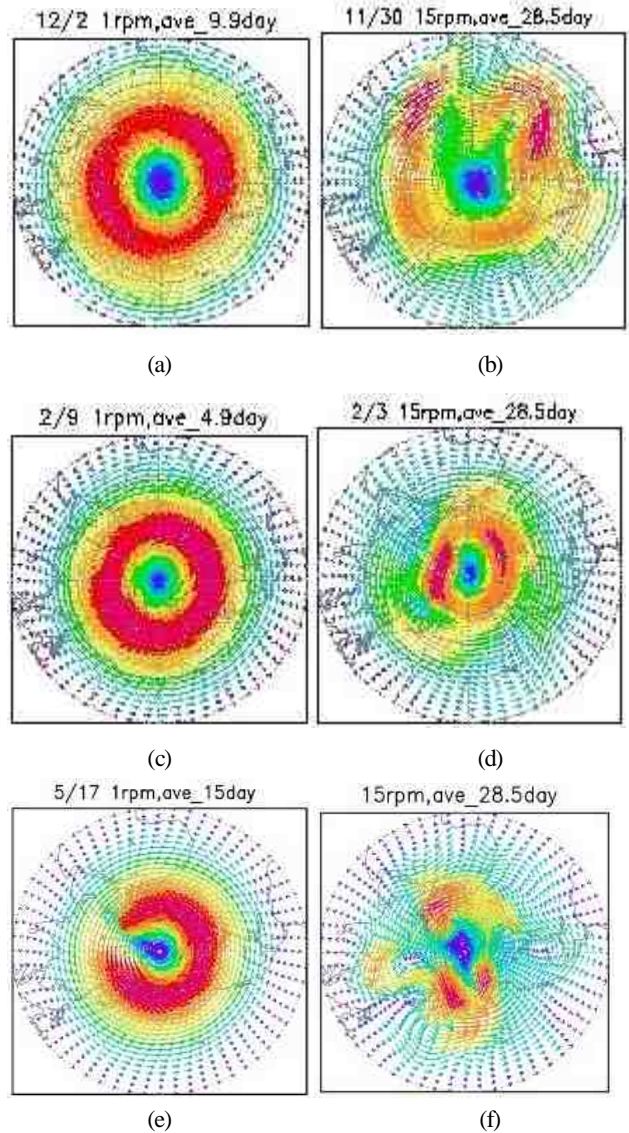 12/2 1rpm,ave_9.9day
11/30 15rpm,ave_28.5day
(a)
(b)
2/9 1rpm,ave_4.9day
2/3 15rpm,ave_28.5day
(c)
(d)
5/17 1rpm,ave_15day
15rpm,ave_28.5day
(e)
(f)